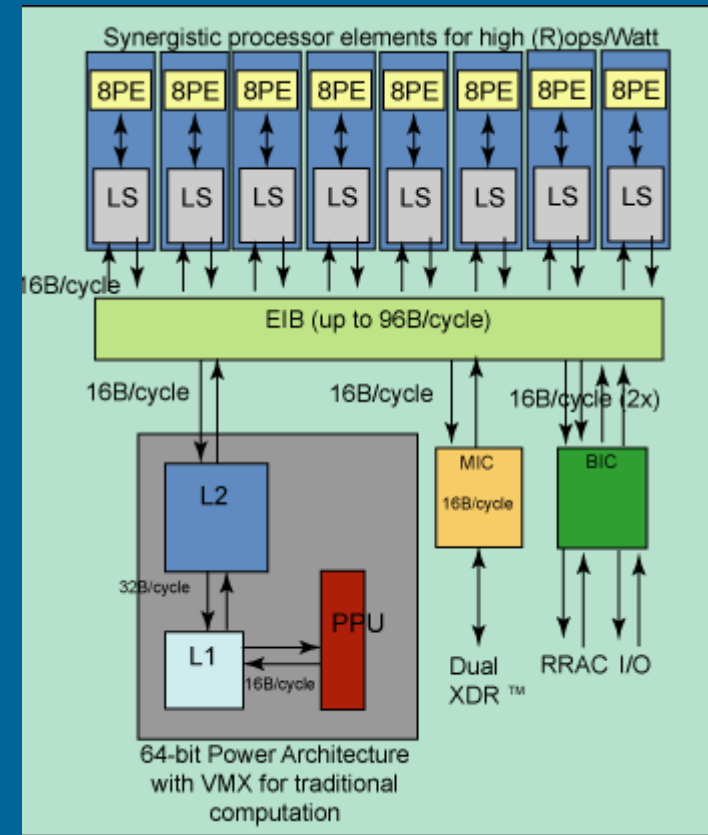 Synergistic processor elements for high (R)ops/Watt
8PE 8PE 8PE 8PE 8PE 8PE 8PE 8PE
LS LS LS LS LS LS LS LS
16B/cycle
EIB (up to 96B/cycle)
16B/cycle 16B/cycle 16B/cycle (2x)
L2
MIC
16B/cycle
BIC
32B/cycle
L1
16B/cycle
PPU
Dual
XDR ™
RRAC I/O
64-bit Power Architecture
with VMX for traditional
computation